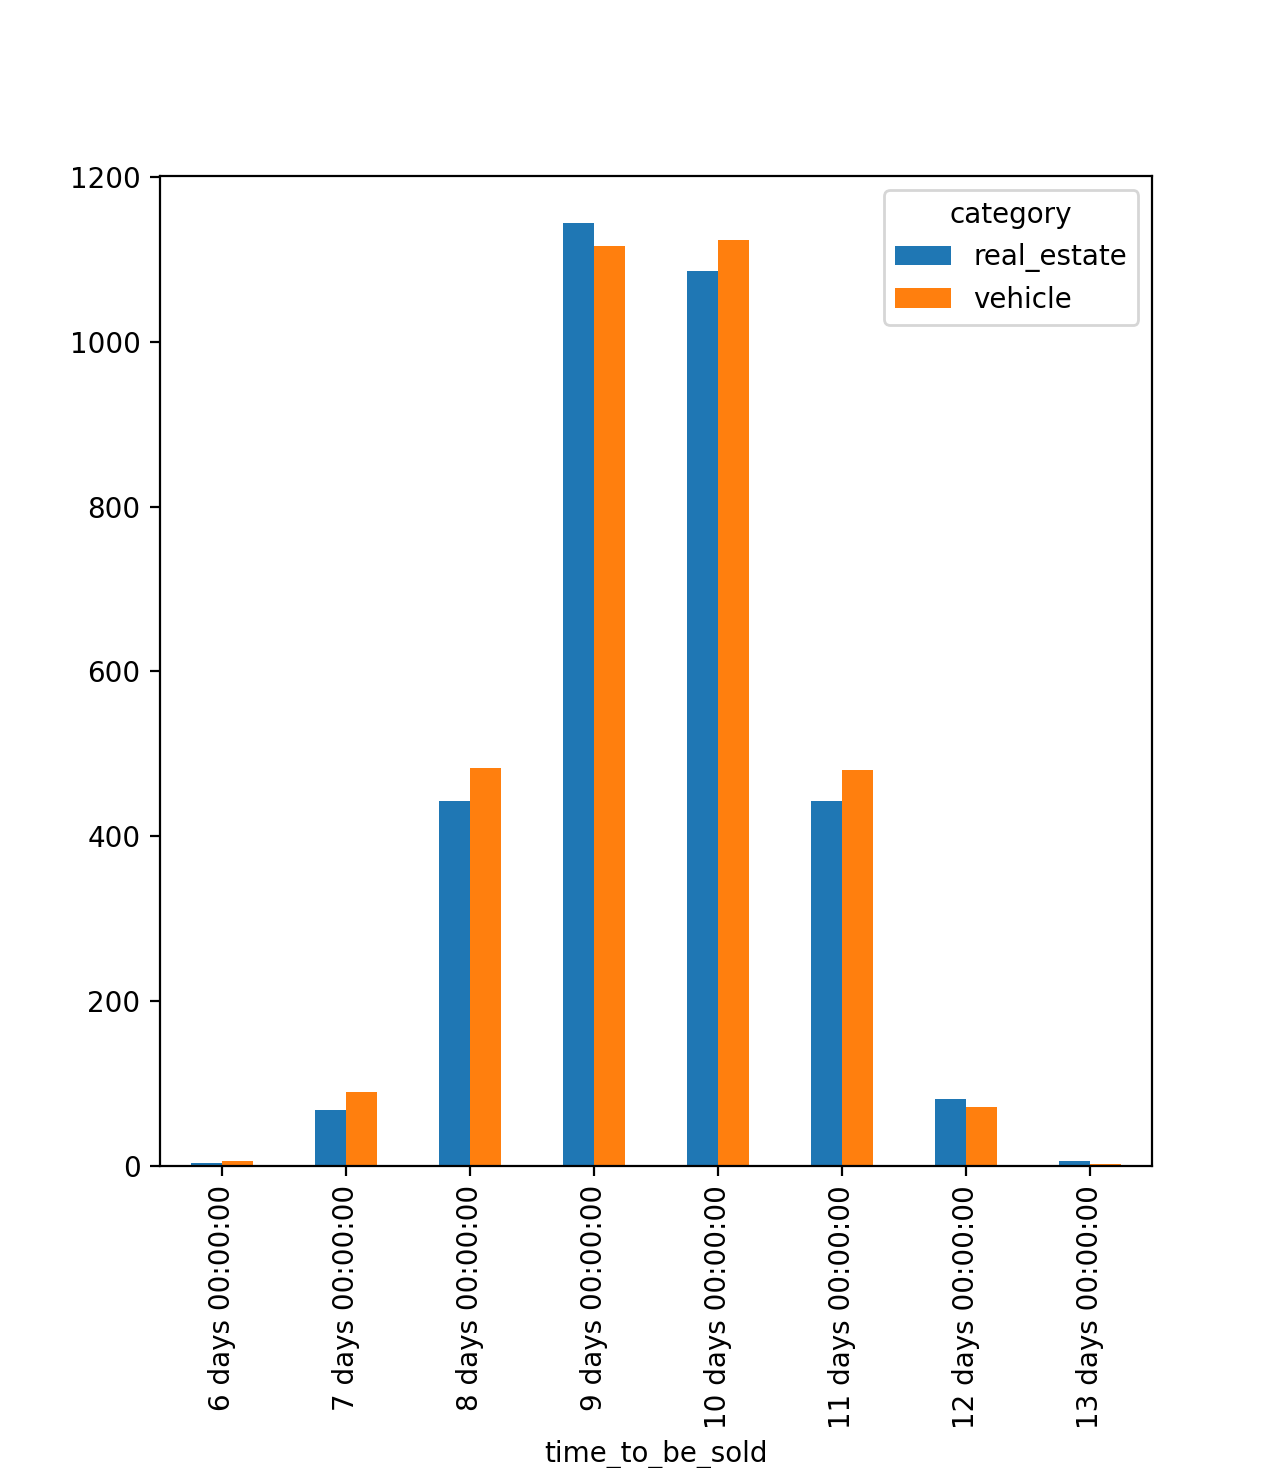 1200
1000
800
600
400
200
0
category
real_estate
vehicle
6 days 00:00:00
7 days 00:00:00
8 days 00:00:00
9 days 00:00:00
10 days 00:00:00
11 days 00:00:00
12 days 00:00:00
13 days 00:00:00
time_to_be_sold